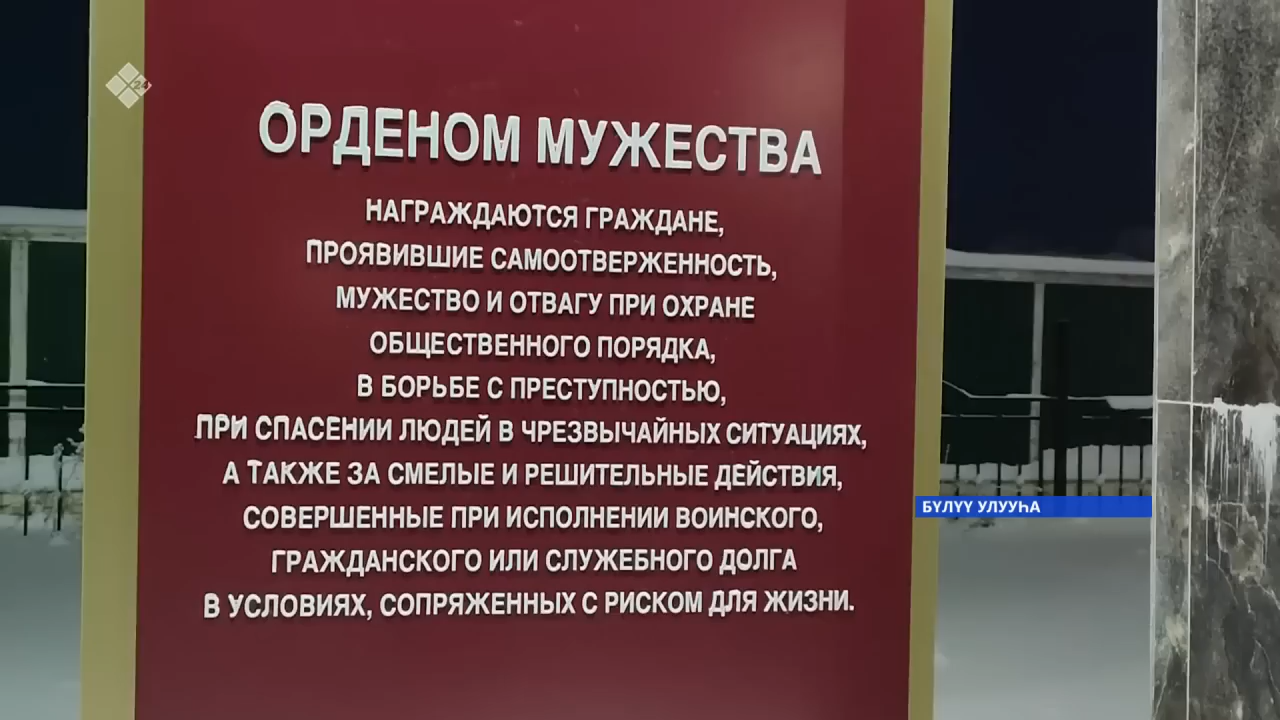 ОРДЕНОМ МУЖЕСТВА
НАГРАЖДАЮТСЯ ГРАЖДАНЕ,
ПРОЯВИВШИЕ САМООТВЕРЖЕННОСТЬ,
МУЖЕСТВО И ОТВАГУ ПРИ ОХРАНЕ
ОБЩЕСТВЕННОГО ПОРЯДКА,
В БОРЬБЕ С ПРЕСТУПНОСТЬЮ,
ПРИ СПАСЕНИИ ЛЮДЕЙ В ЧРЕЗВЫЧАЙНЫХ СИТУАЦИЯХ,
А ТАКЖЕ ЗА СМЕЛЫЕ И РЕШИТЕЛЬНЫЕ ДЕЙСТВИЯ,
СОВЕРШЕННЫЕ ПРИ ИСПОЛНЕНИИ ВОИНСКОГО,
ГРАЖДАНСКОГО ИЛИ СЛУЖЕБНОГО ДОЛГА
В УСЛОВИЯХ, СОПРЯЖЕННЫХ С РИСКОМ ДЛЯ ЖИЗНИ.
БҮЛҮҮ УЛУУҺА
24